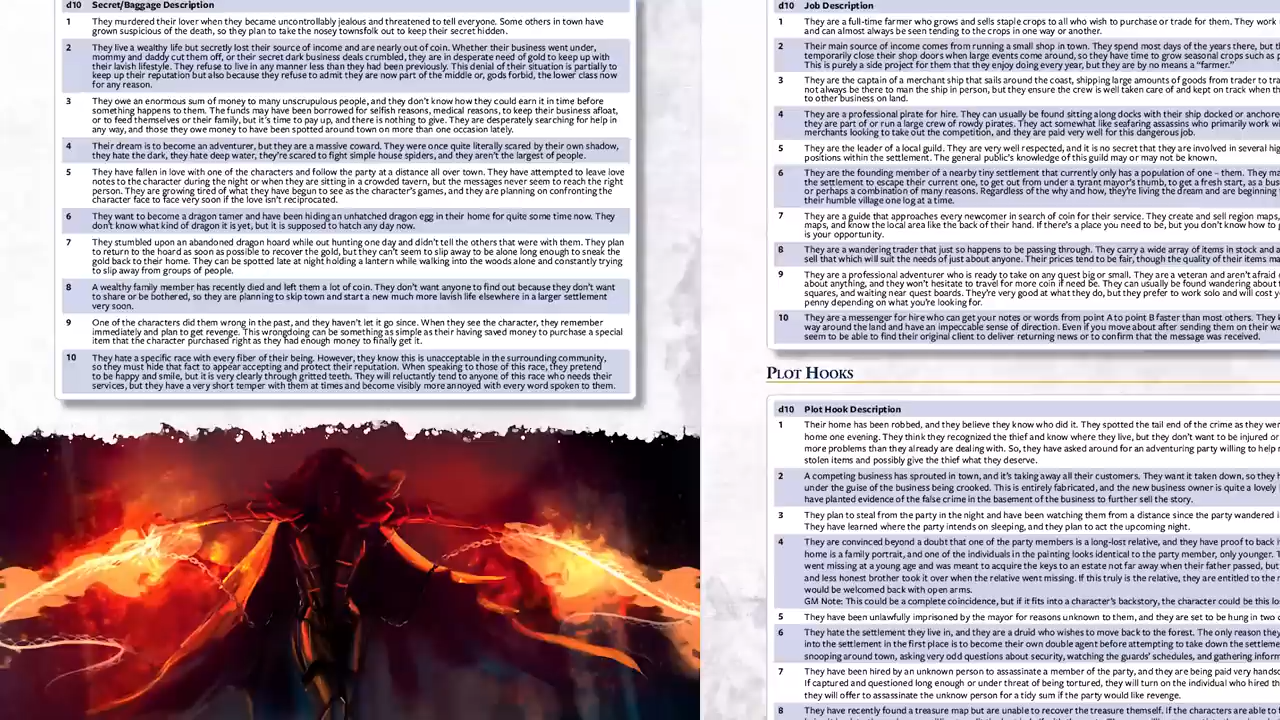 d10 Secret/Baggage Description
1 They murdered their lover when they became uncontrollably jealous and threatened to tell everyone. Some others in town have
grown suspicious of the death, so they plan to take the nosey townsfolk out to keep their secret hidden.
2 They live a wealthy life but secretly lost their source of income and are nearly out of coin. Whether their business went under,
mommy and daddy cut them off, or their secret dark business deals crumbled, they are in desperate need of gold to keep up with
their lavish lifestyle. They refuse to live in any manner less than they had been previously. This denial of their situation is partially to
keep up their reputation but also because they refuse to admit they are now part of the middle or, gods forbid, the lower class now
for any reason.
3 They owe an enormous sum of money to many unscrupulous people, and they don't know how they could earn it in time before
something happens to them. The funds may have been borrowed for selfish reasons, medical reasons, to keep their business afloat,
or to feed themselves or their family, but it's time to pay up, and there is nothing to give. They are desperately searching for help in
any way, and those they owe money to have been spotted around town on more than one occasion lately.
4 Their dream is to become an adventurer, but they are a massive coward. They were once quite literally scared by their own shadow,
they hate the dark, they hate deep water, they're scared to fight simple house spiders, and they aren't the largest of people.
5 They have fallen in love with one of the characters and follow the party at a distance all over town. They have attempted to leave love
notes to the character during the night or when they are sitting in a crowded tavern, but the messages never seem to reach the right
person. They are growing tired of what they have begun to see as the character's games, and they are planning on confronting the
character face to face very soon if the love isn't reciprocated.
6 They want to become a dragon tamer and have been hiding an unhatched dragon egg in their home for quite some time now. They
don't know what kind of dragon it is yet, but it is supposed to hatch any day now.
7 They stumbled upon an abandoned dragon hoard while out hunting one day and didn't tell the others that were with them. They plan
to return to the hoard as soon as possible to recover the gold, but they can't seem to slip away to be alone long enough to sneak the
gold back to their home. They can be spotted late at night holding a lantern while walking into the woods alone and constantly trying
to slip away from groups of people.
8 A wealthy family member has recently died and left them a lot of coin. They don't want anyone to find out because they don't want
to share or be bothered, so they are planning to skip town and start a new much more lavish life elsewhere in a larger settlement
very soon.
9 One of the characters did them wrong in the past, and they haven't let it go since. When they see the character, they remember
immediately and plan to get revenge. This wrongdoing can be something as simple as their having saved money to purchase a special
item that the character purchased right as they had enough money to finally get it.
10 They hate a specific race with every fiber of their being. However, they know this is unacceptable in the surrounding community,
so they must hide that fact to appear accepting and protect their reputation. When speaking to those of this race, they pretend
to be happy and smile, but it is very clearly through gritted teeth. They will reluctantly tend to anyone of this race who needs their
services, but they have a very short temper with them at times and become visibly more annoyed with every word spoken to them.
d10 Job Description
1 They are a full-time farmer who grows and sells staple crops to all who wish to purchase or trade for them. They work
and can almost always be seen tending to the crops in one way or another.
2 Their main source of income comes from running a small shop in town. They spend most days of the year there, but t
temporarily close their shop doors when large events come around, so they have time to grow seasonal crops such as p
This is purely a side project for them that they enjoy doing every year, but they are by no means a "farmer."
3 They are the captain of a merchant ship that sails around the coast, shipping large amounts of goods from trader to tra
not always be there to man the ship in person, but they ensure the crew is well taken care of and kept on track when th
to other business on land.
4 They are a professional pirate for hire. They can usually be found sitting along docks with their ship docked or anchore
they are part of or run a large crew of rowdy pirates. They act somewhat like seafaring assassins who primarily work wi
merchants looking to take out the competition, and they are paid very well for this dangerous job.
5 They are the leader of a local guild. They are very well respected, and it is no secret that they are involved in several hig
positions within the settlement. The general public's knowledge of this guild may or may not be known.
6 They are the founding member of a nearby tiny settlement that currently only has a population of one – them. They ma
the settlement to escape their current one, to get out from under a tyrant mayor's thumb, to get a fresh start, as a bus
or perhaps a combination of many reasons. Regardless of the why and how, they're living the dream and are beginning
their humble village one log at a time.
7 They are a guide that approaches every newcomer in search of coin for their service. They create and sell region maps,
maps, and know the local area like the back of their hand. If there's a place you need to be, but you don't know how to g
is your opportunity.
8 They are a wandering trader that just so happens to be passing through. They carry a wide array of items in stock and a
sell that which will suit the needs of just about anyone. Their prices tend to be fair, though the quality of their items ma
9 They are a professional adventurer who is ready to take on any quest big or small. They are a veteran and aren't afraid
about anything, and they won't hesitate to travel for more coin if need be. They can usually be found wandering about t
squares, and waiting near quest boards. They're very good at what they do, but they prefer to work solo and will cost y
penny depending on what you're looking for.
10 They are a messenger for hire who can get your notes or words from point A to point B faster than most others. They k
way around the land and have an impeccable sense of direction. Even if you move about after sending them on their wa
seem to be able to find their original client to deliver returning news or to confirm that the message was received.
Plot Hooks
d10 Plot Hook Description
1 Their home has been robbed, and they believe they know who did it. They spotted the tail end of the crime as they wer
home one evening. They think they recognized the thief and know where they live, but they don't want to be injured or
more problems than they already are dealing with. So, they have asked around for an adventuring party willing to help r
stolen items and possibly give the thief what they deserve.
2 A competing business has sprouted in town, and it's taking away all their customers. They want it taken down, so they h
under the guise of the business being crooked. This is entirely fabricated, and the new business owner is quite a lovely
have planted evidence of the false crime in the basement of the business to further sell the story.
3 They plan to steal from the party in the night and have been watching them from a distance since the party wandered i
They have learned where the party intends on sleeping, and they plan to act the upcoming night.
4 They are convinced beyond a doubt that one of the party members is a long-lost relative, and they have proof to back i
home is a family portrait, and one of the individuals in the painting looks identical to the party member, only younger. T
went missing at a young age and was meant to acquire the keys to an estate not far away when their father passed, but
and less honest brother took it over when the relative went missing. If this truly is the relative, they are entitled to the r
would be welcomed back with open arms.
GM Note: This could be a complete coincidence, but if it fits into a character's backstory, the character could be this lo
5 They have been unlawfully imprisoned by the mayor for reasons unknown to them, and they are set to be hung in two d
6 They hate the settlement they live in, and they are a druid who wishes to move back to the forest. The only reason they
into the settlement in the first place is to become their own double agent before attempting to take down the settleme
snooping around town, asking very odd questions about security, watching the guards' schedules, and gathering inform
7 They have been hired by an unknown person to assassinate a member of the party, and they are being paid very handso
If captured and questioned long enough or under threat of being tortured, they will turn on the individual who hired th
they will offer to assassinate the unknow person for a tidy sum if the party would like revenge.
8 They have recently found a treasure map but are unable to recover the treasure themself. If the characters are able to f